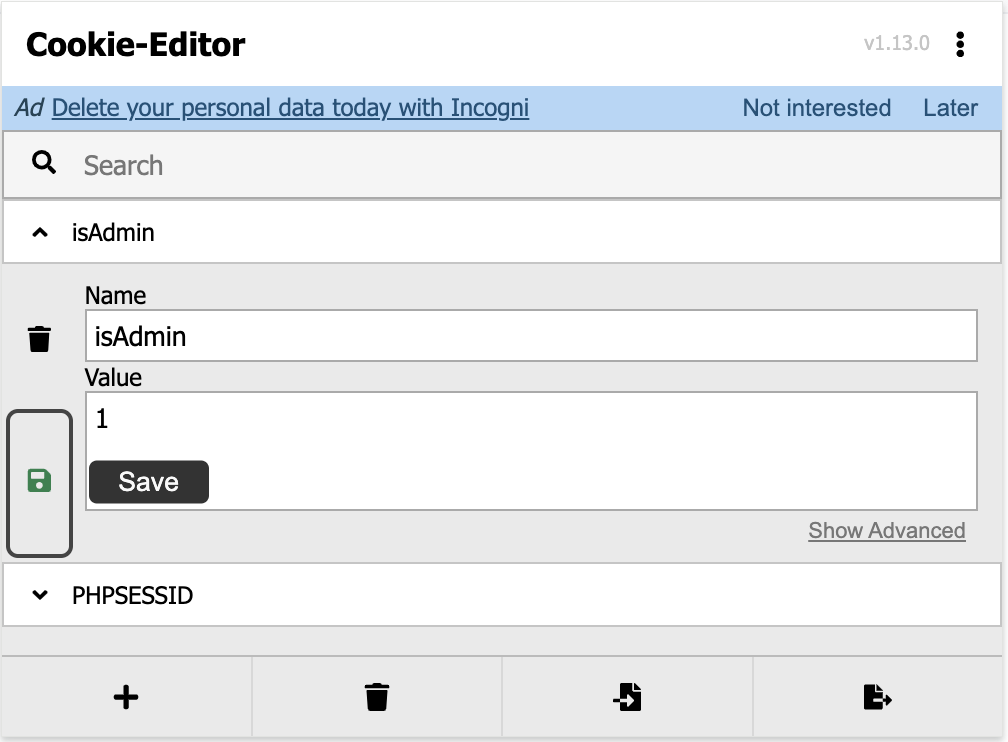 Cookie-Editor v1.13.0
Ad Delete your personal data today with Incogni Not interested Later
Search
isAdmin
Name
isAdmin
Value
1
Save
Show Advanced
PHPSESSID